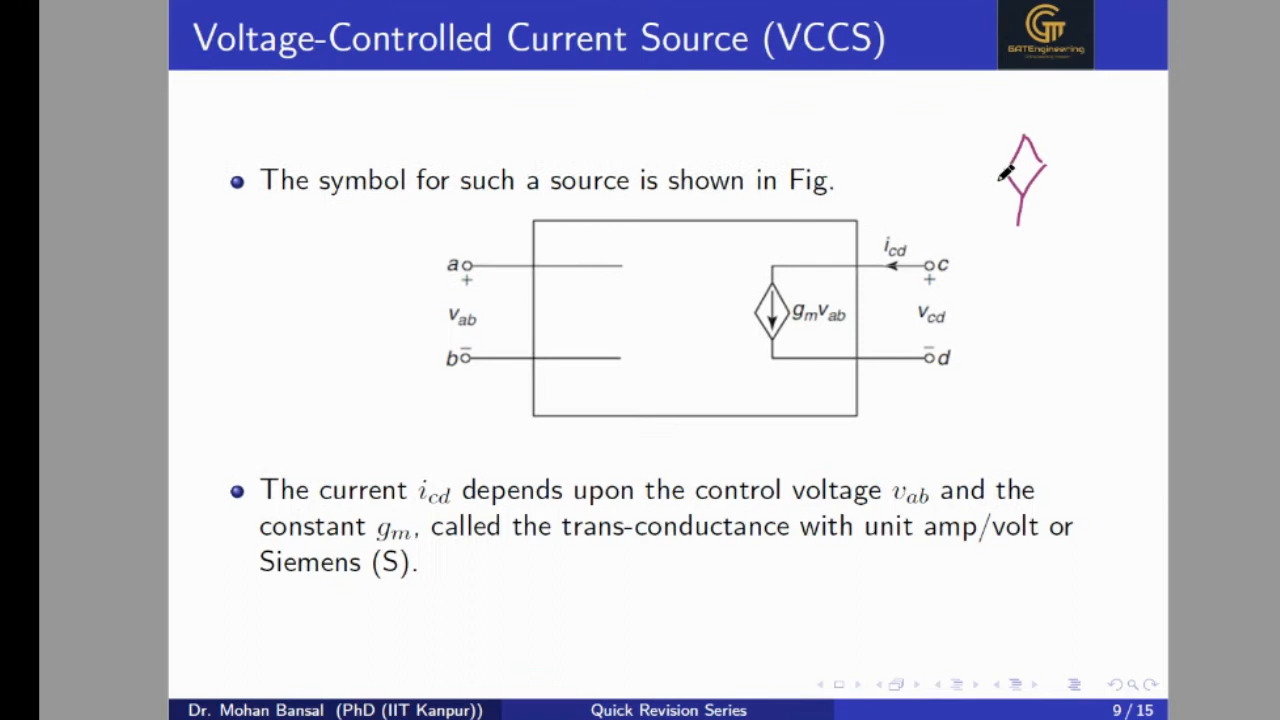 Voltage-Controlled Current Source (VCCS)
GATEngineering
The symbol for such a source is shown in Fig.
a
+
v_ab
b
−
g_m v_ab
i_cd
c
+
v_cd
−
d
The current i_cd depends upon the control voltage v_ab and the
constant g_m, called the trans-conductance with unit amp/volt or
Siemens (S).
Dr. Mohan Bansal (PhD (IIT Kanpur)) Quick Revision Series 9 / 15